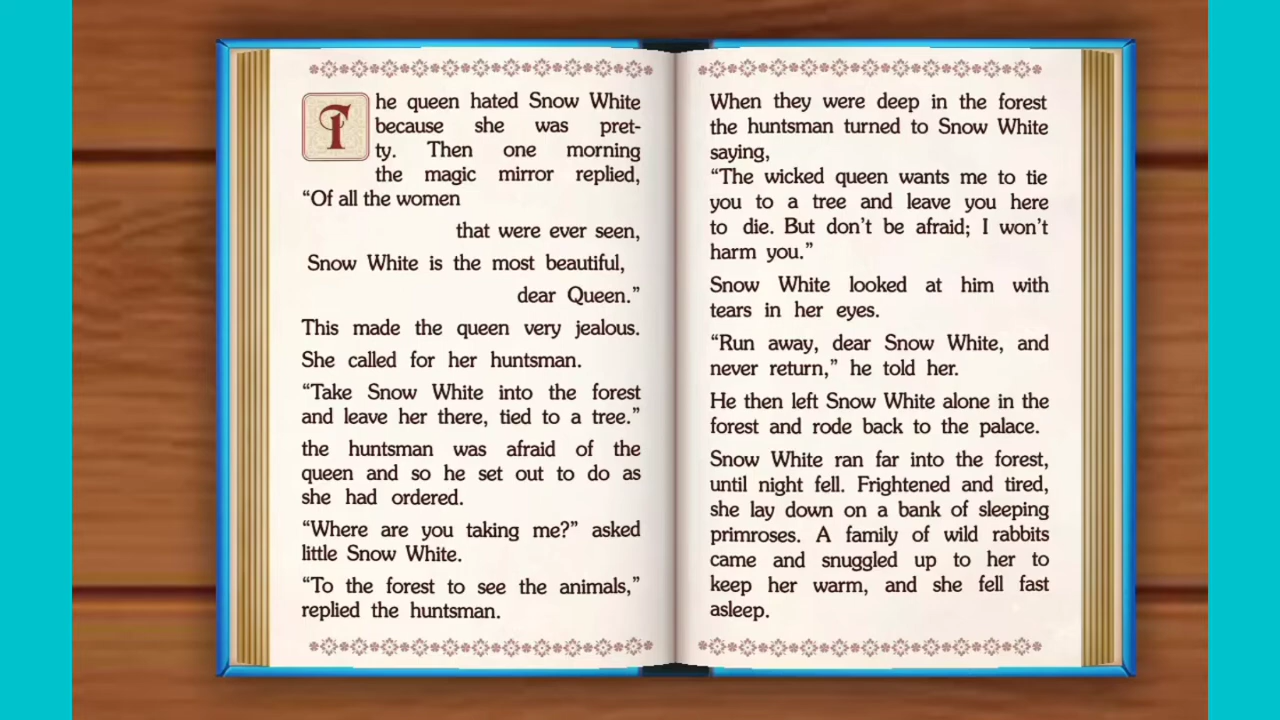 The queen hated Snow White
because she was pret-
ty. Then one morning
the magic mirror replied,
“Of all the women
that were ever seen,
Snow White is the most beautiful,
dear Queen.”
This made the queen very jealous.
She called for her huntsman.
“Take Snow White into the forest
and leave her there, tied to a tree.”
the huntsman was afraid of the
queen and so he set out to do as
she had ordered.
“Where are you taking me?” asked
little Snow White.
“To the forest to see the animals,”
replied the huntsman.
When they were deep in the forest
the huntsman turned to Snow White
saying,
“The wicked queen wants me to tie
you to a tree and leave you here
to die. But don’t be afraid; I won’t
harm you.”
Snow White looked at him with
tears in her eyes.
“Run away, dear Snow White, and
never return,” he told her.
He then left Snow White alone in the
forest and rode back to the palace.
Snow White ran far into the forest,
until night fell. Frightened and tired,
she lay down on a bank of sleeping
primroses. A family of wild rabbits
came and snuggled up to her to
keep her warm, and she fell fast
asleep.